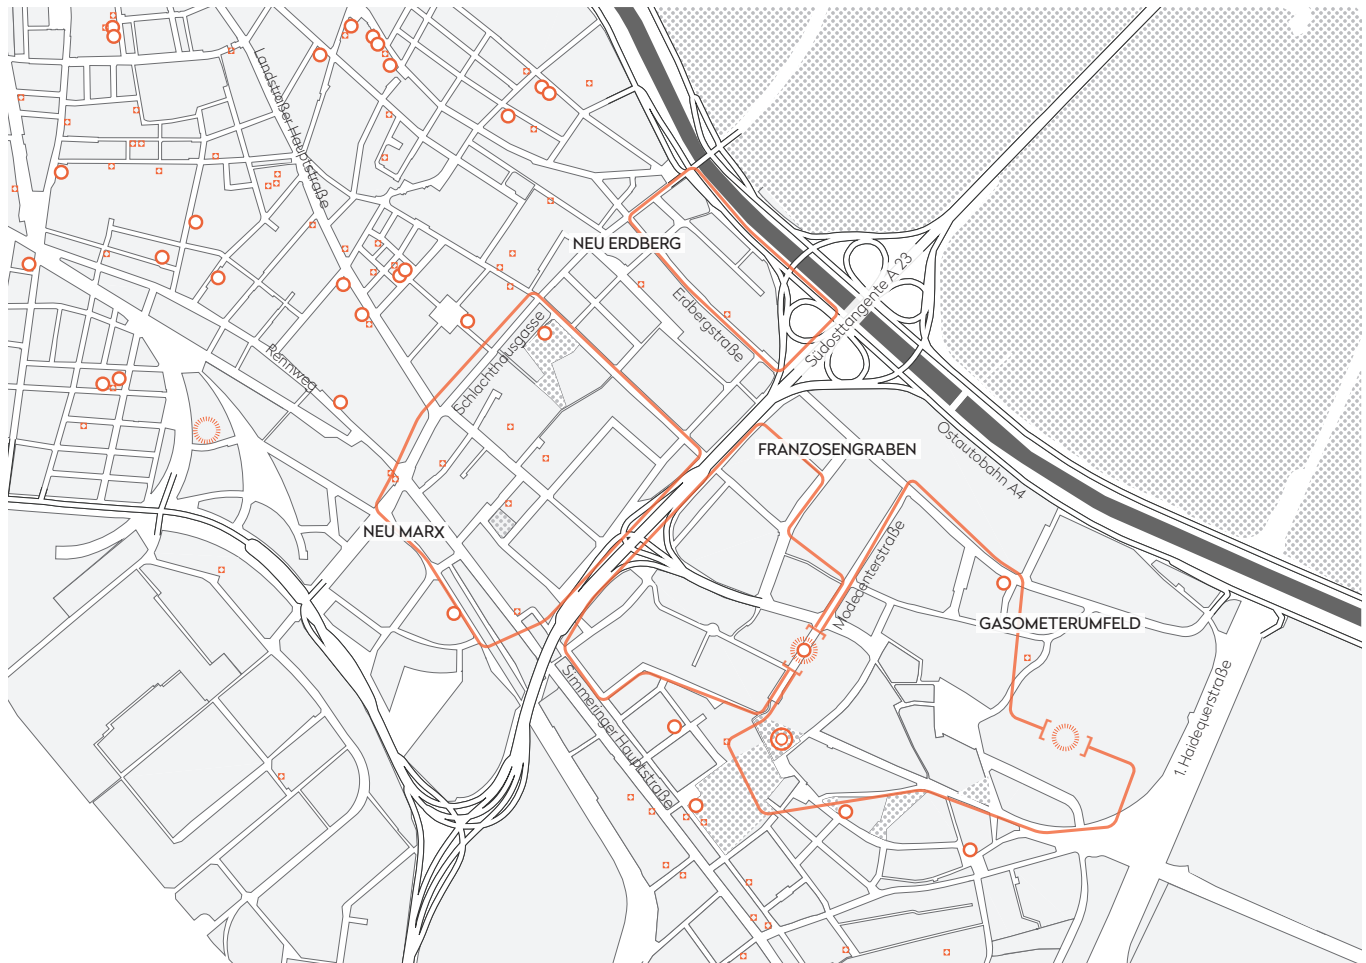 Landstraßer Hauptstraße
NEU ERDBERG
Südosttangente A 23
Erdbergstraße
Schlachthausgasse
Rennweg
Ostautobahn A4
FRANZOSENGRABEN
NEU MARX
Modecenterstraße
GASOMETERUMFELD
Simmeringer Hauptstraße
1. Haidequerstraße